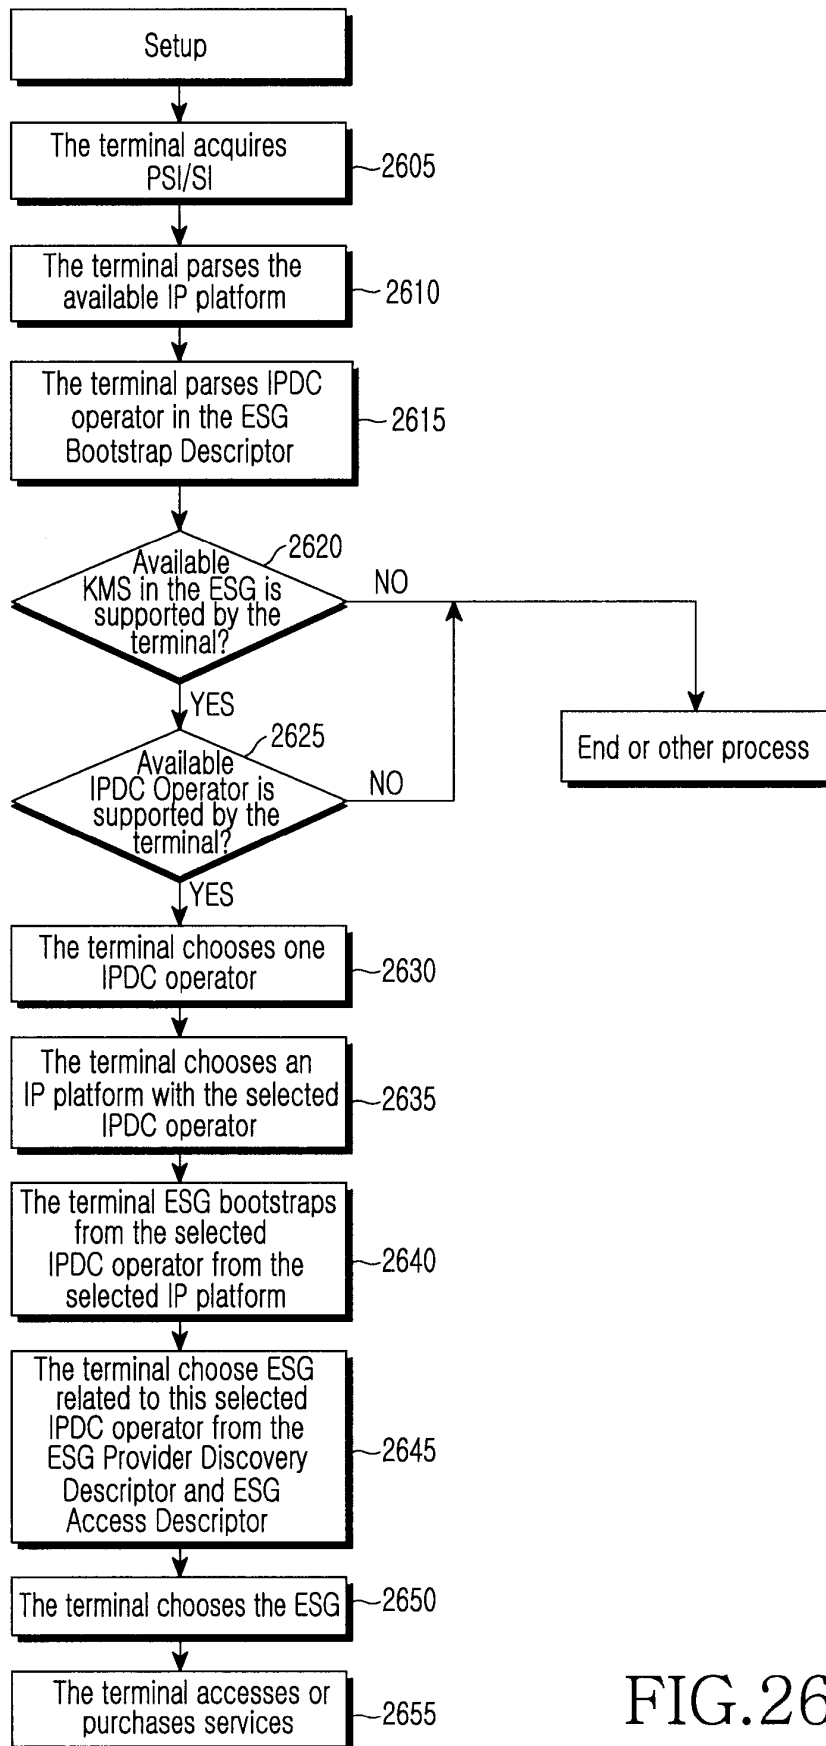 Setup
The terminal acquires
PSI/SI
2605
The terminal parses the
available IP platform
2610
The terminal parses IPDC
operator in the ESG
Bootstrap Descriptor
2615
2620
Available
KMS in the ESG is
supported by the
terminal?
NO
YES
2625
Available
IPDC Operator is
supported by the
terminal?
NO
YES
End or other process
The terminal chooses one
IPDC operator
2630
The terminal chooses an
IP platform with the selected
IPDC operator
2635
The terminal ESG bootstraps
from the selected
IPDC operator from the
selected IP platform
2640
The terminal choose ESG
related to this selected
IPDC operator from the
ESG Provider Discovery
Descriptor and ESG
Access Descriptor
2645
The terminal chooses the ESG
2650
The terminal accesses or
purchases services
2655
FIG.26